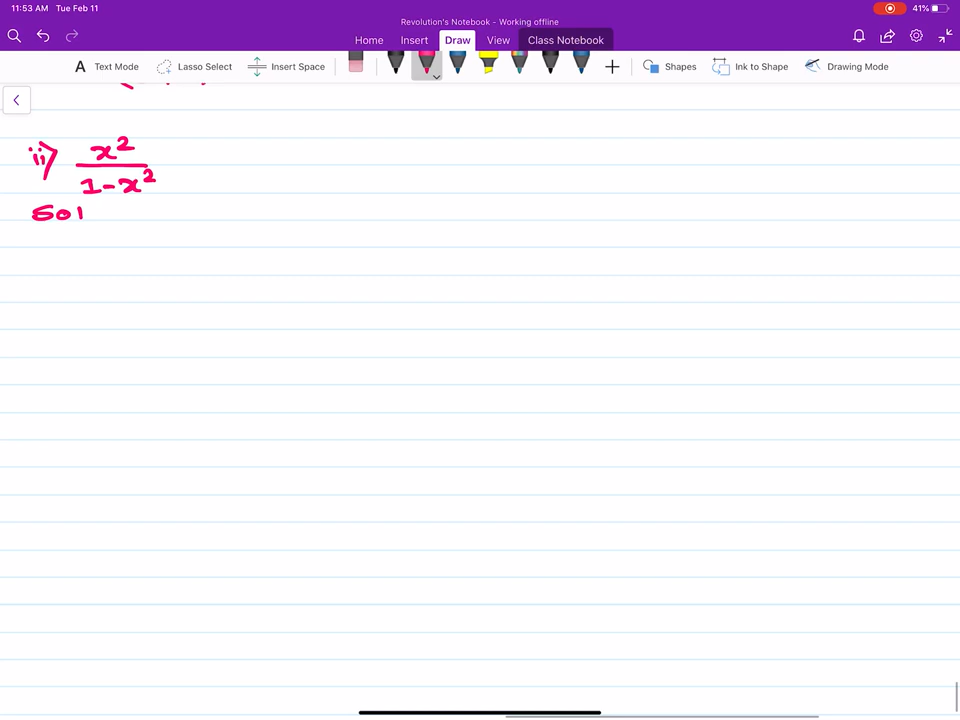 11:53 AM Tue Feb 11
41%
Revolution's Notebook - Working offline
Home Insert Draw View Class Notebook
Text Mode Lasso Select Insert Space Shapes Ink to Shape Drawing Mode
ii) x²
1-x²
Sol